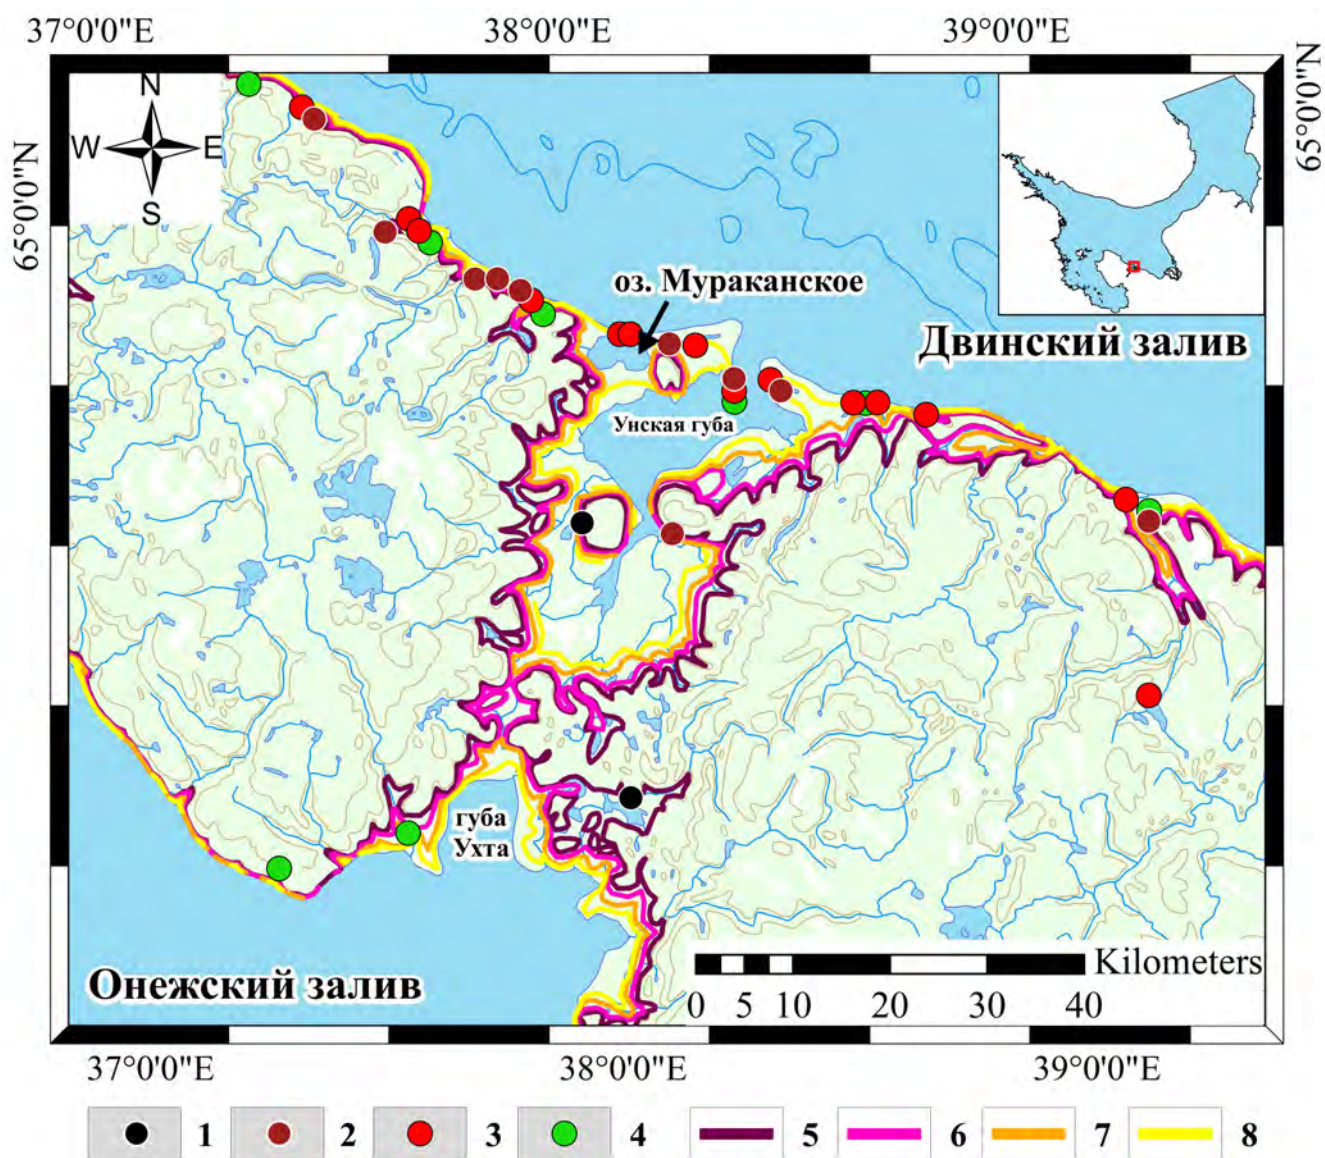 37°0'0"E 38°0'0"E 39°0'0"E
65°0'0"N
65°0'0"N
N
W E
S
оз. Мураканское
Двинский залив
Унская губа
губа
Ухта
Онежский залив
Kilometers
0 5 10 20 30 40
37°0'0"E 38°0'0"E 39°0'0"E
1 2 3 4 5 6 7 8